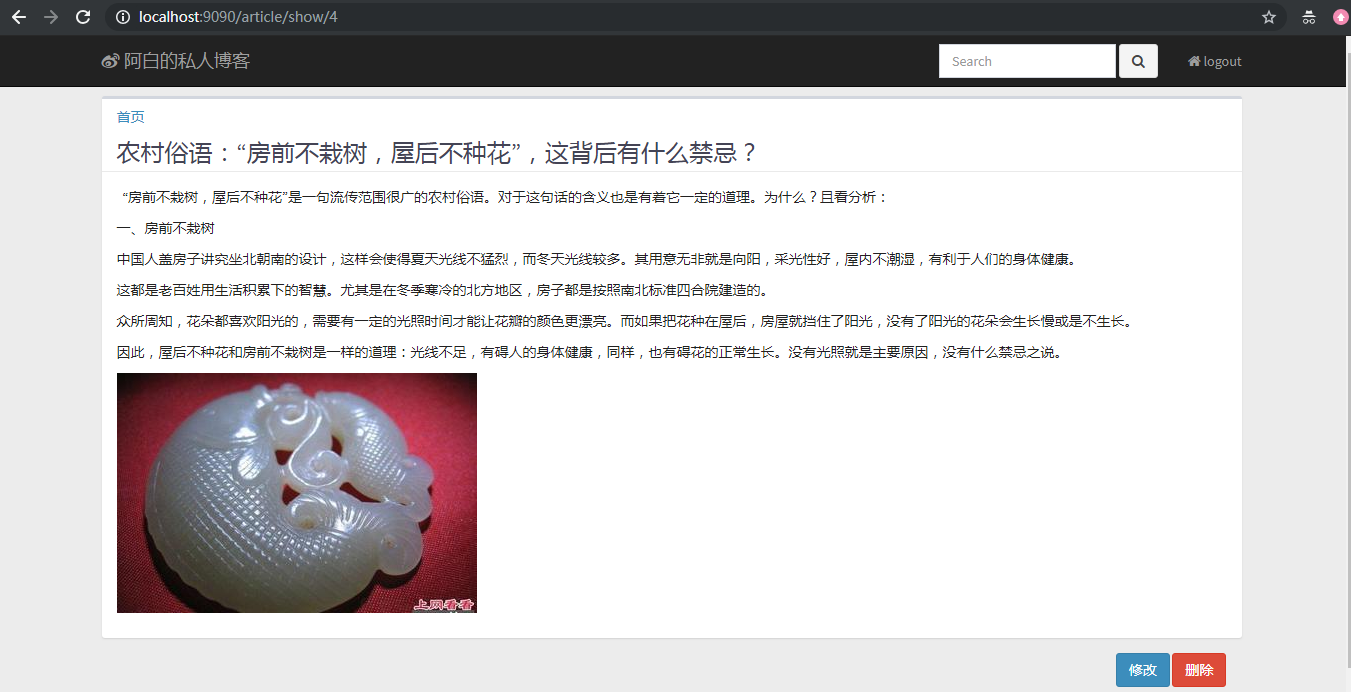 localhost:9090/article/show/4
阿白的私人博客
Search
logout
首页
农村俗语：“房前不栽树，屋后不种花”，这背后有什么禁忌？
“房前不栽树，屋后不种花”是一句流传范围很广的农村俗语。对于这句话的含义也是有着它一定的道理。为什么？且看分析：
一、房前不栽树
中国人盖房子讲究坐北朝南的设计，这样会使得夏天光线不猛烈，而冬天光线较多。其用意无非就是向阳，采光性好，屋内不潮湿，有利于人们的身体健康。
这都是老百姓用生活积累下的智慧。尤其是在冬季寒冷的北方地区，房子都是按照南北标准四合院建造的。
众所周知，花朵都喜欢阳光的，需要有一定的光照时间才能让花瓣的颜色更漂亮。而如果把花种在屋后，房屋就挡住了阳光，没有了阳光的花朵会生长慢或是不生长。
因此，屋后不种花和房前不栽树是一样的道理：光线不足，有碍人的身体健康，同样，也有碍花的正常生长。没有光照就是主要原因，没有什么禁忌之说。
上网看看
修改
删除